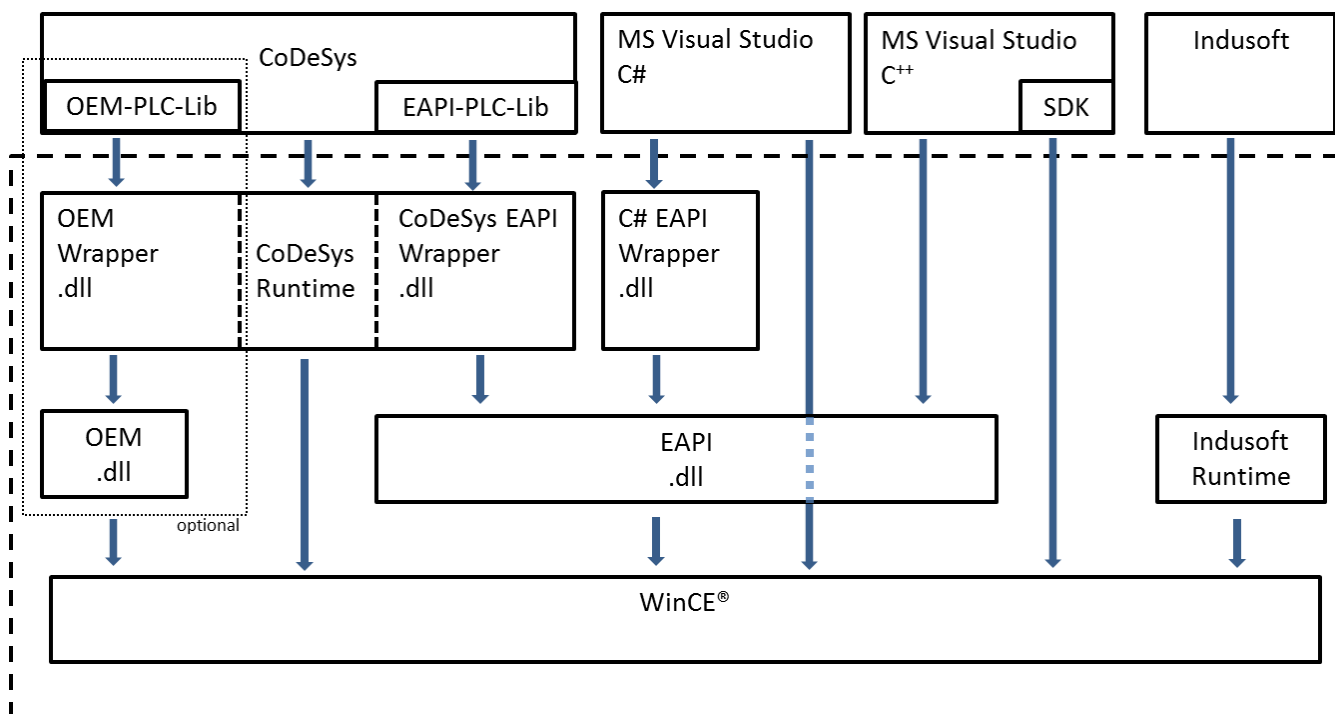 CoDeSys
OEM-PLC-Lib
EAPI-PLC-Lib
MS Visual Studio
C#
MS Visual Studio
C++
SDK
Indusoft
OEM
Wrapper
.dll
CoDeSys
Runtime
CoDeSys EAPI
Wrapper
.dll
C# EAPI
Wrapper
.dll
OEM
.dll
optional
EAPI
.dll
Indusoft
Runtime
WinCE®